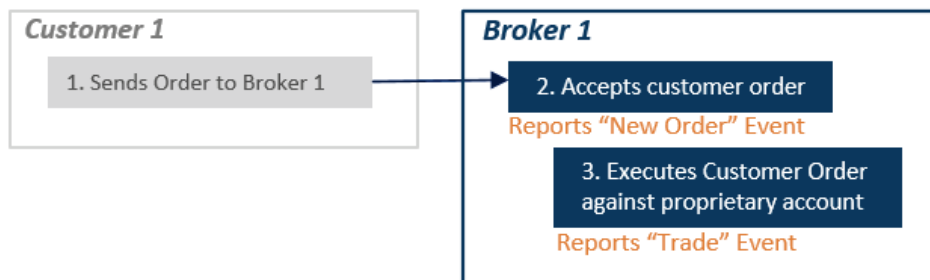 Customer 1
1. Sends Order to Broker 1
Broker 1
2. Accepts customer order
Reports “New Order” Event
3. Executes Customer Order
against proprietary account
Reports “Trade” Event